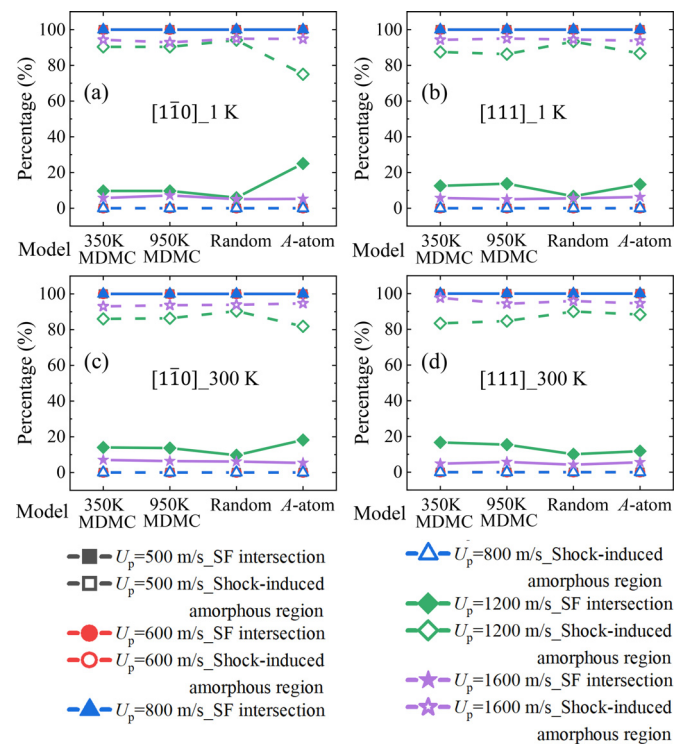 100
80
60
40
20
0
Percentage (%)
(a)
[11̅0]_1 K
Model
350K MDMC
950K MDMC
Random
A-atom
100
80
60
40
20
0
Percentage (%)
(b)
[111]_1 K
350K MDMC
950K MDMC
Random
A-atom
100
80
60
40
20
0
Percentage (%)
(c)
[11̅0]_300 K
Model
350K MDMC
950K MDMC
Random
A-atom
100
80
60
40
20
0
Percentage (%)
(d)
[111]_300 K
Model
350K MDMC
950K MDMC
Random
A-atom
Up=500 m/s_SF intersection
Up=500 m/s_Shock-induced
amorphous region
Up=600 m/s_SF intersection
Up=600 m/s_Shock-induced
amorphous region
Up=800 m/s_SF intersection
Up=800 m/s_Shock-induced
amorphous region
Up=1200 m/s_SF intersection
Up=1200 m/s_Shock-induced
amorphous region
Up=1600 m/s_SF intersection
Up=1600 m/s_Shock-induced
amorphous region